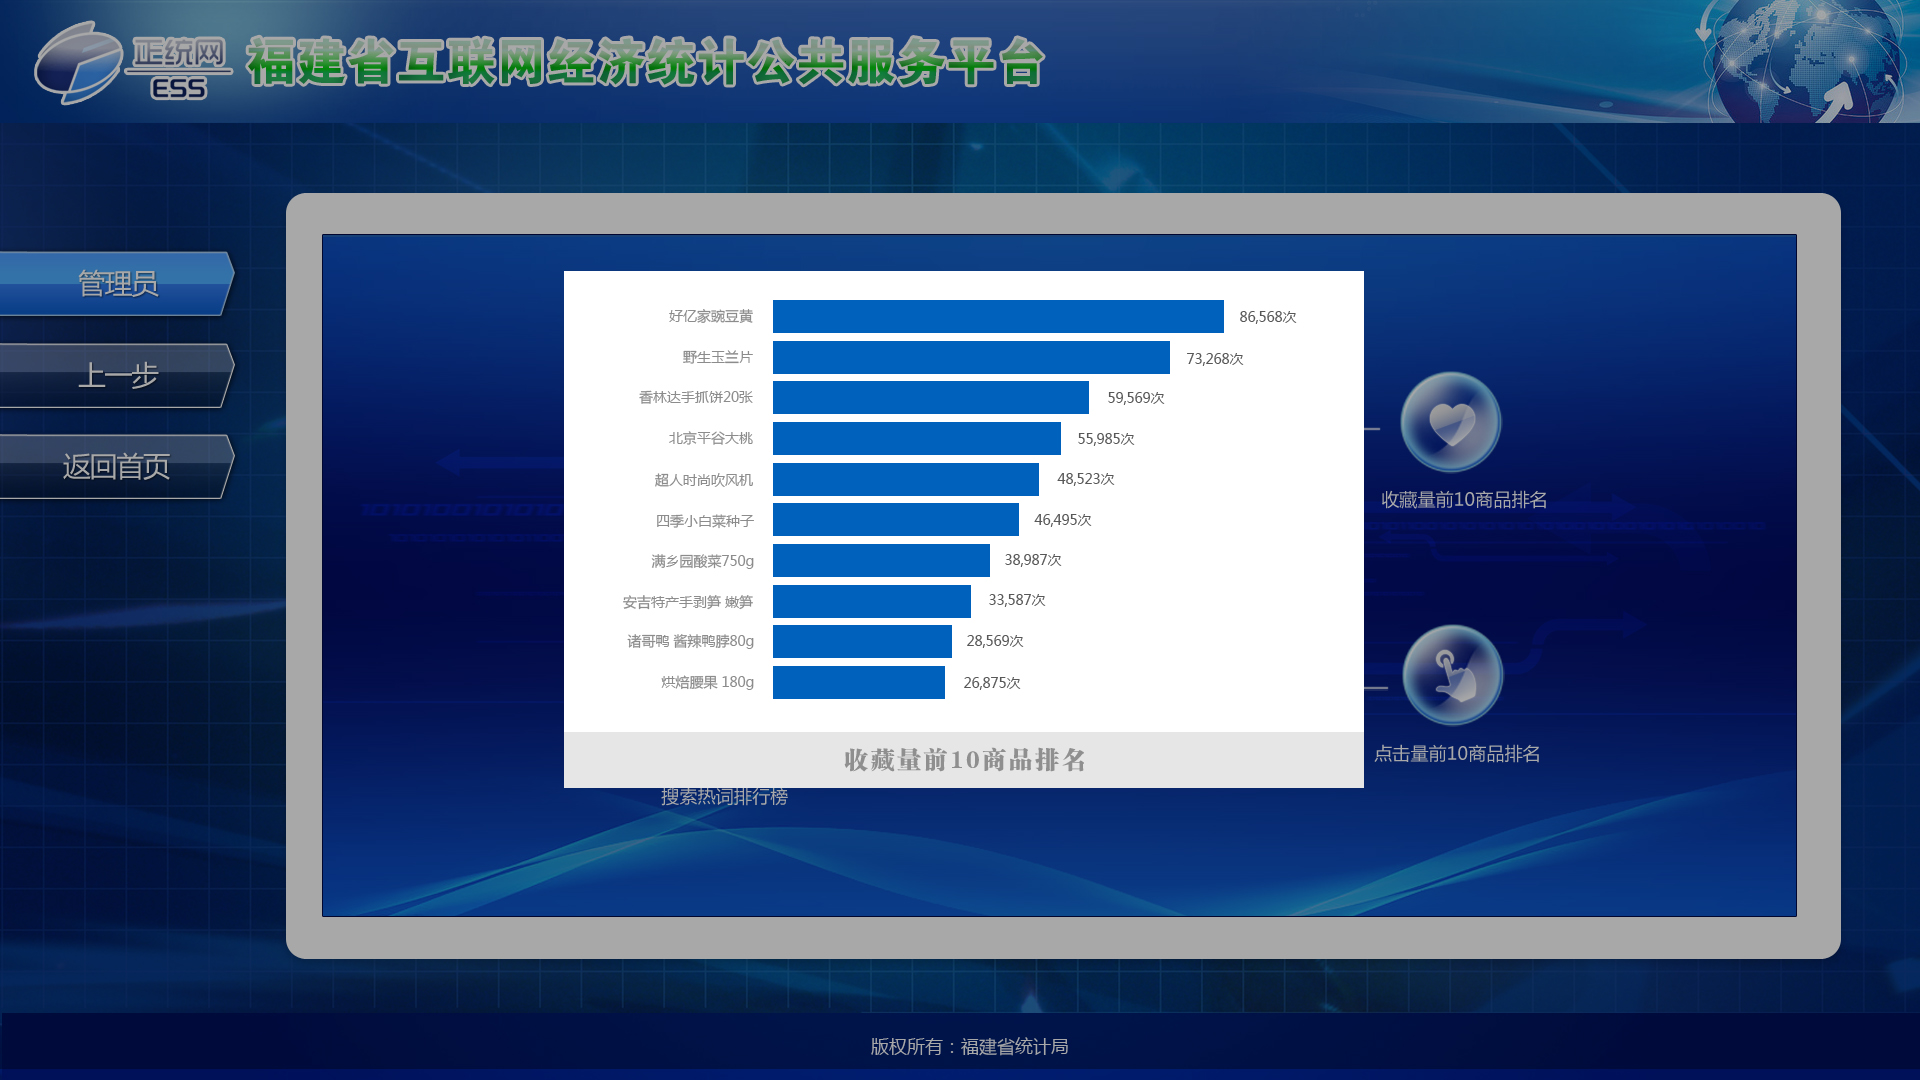 正统网
ESS
福建省互联网经济统计公共服务平台
管理员
上一步
返回首页
好亿家豌豆黄 86,568次
野生玉兰片 73,268次
香林达手抓饼20张 59,569次
北京平谷大桃 55,985次
超人时尚吹风机 48,523次
四季小白菜种子 46,495次
满乡园酸菜750g 38,987次
安吉特产手剥笋 嫩笋 33,587次
诸哥鸭 酱辣鸭脖80g 28,569次
烘焙腰果 180g 26,875次
收藏量前10商品排名
收藏量前10商品排名
点击量前10商品排名
搜索热词排行榜
版权所有：福建省统计局